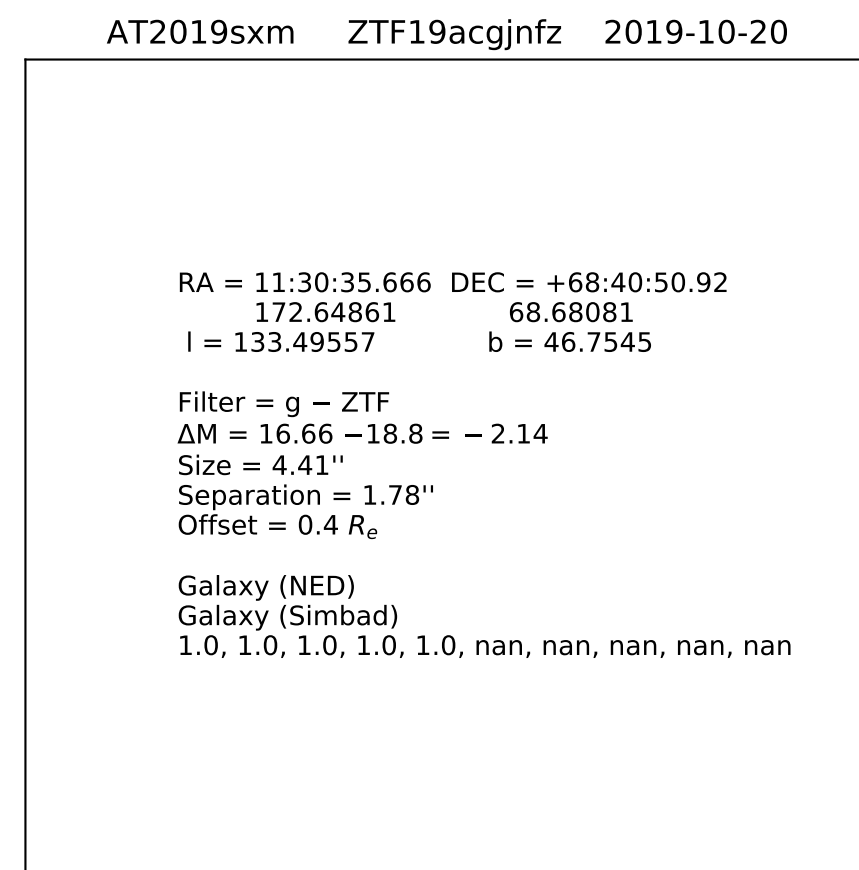 AT2019sxm ZTF19acgjnfz 2019-10-20
RA = 11:30:35.666 DEC = +68:40:50.92
172.64861 68.68081
l = 133.49557 b = 46.7545
Filter = g − ZTF
ΔM = 16.66 −18.8 = − 2.14
Size = 4.41''
Separation = 1.78''
Offset = 0.4 Re
Galaxy (NED)
Galaxy (Simbad)
1.0, 1.0, 1.0, 1.0, 1.0, nan, nan, nan, nan, nan